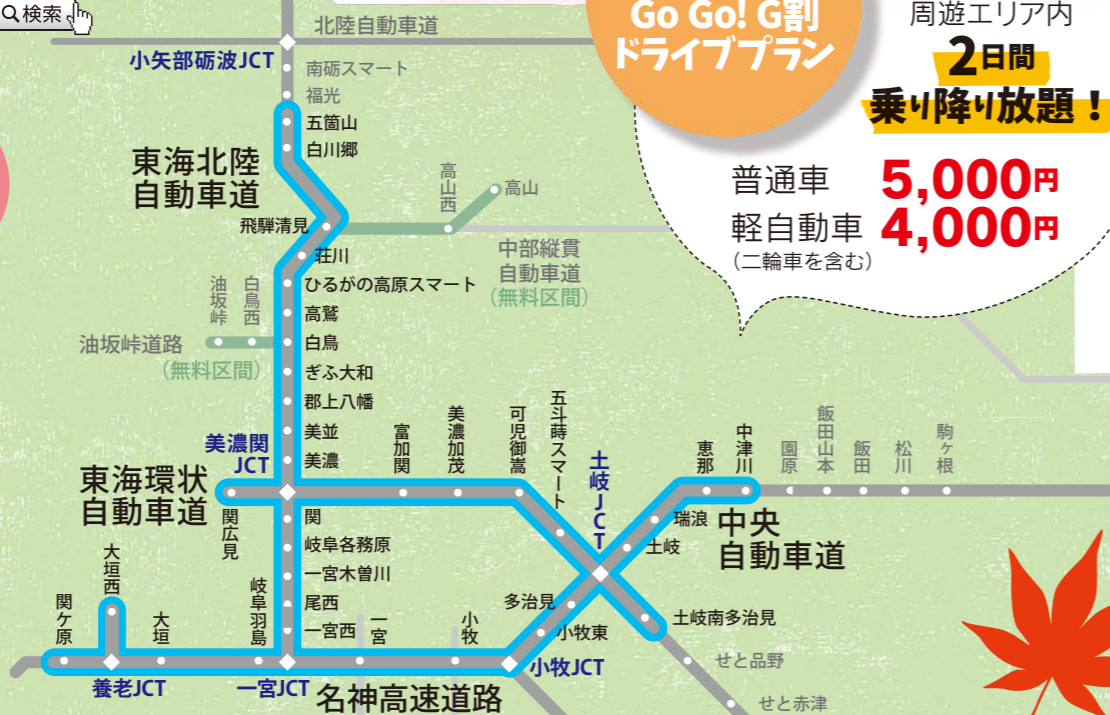 検索
Go Go! G割
ドライブプラン
周遊エリア内
2日間
乗り降り放題！
普通車 5,000円
軽自動車 4,000円
（二輪車を含む）
北陸自動車道
小矢部砺波JCT
南砺スマート
福光
五箇山
白川郷
東海北陸
自動車道
飛騨清見
荘川
高山西
高山
中部縦貫
自動車道
（無料区間）
ひるがの高原スマート
高鷲
油坂峠
白鳥西
白鳥
油坂峠道路
（無料区間）
ぎふ大和
郡上八幡
美並
美濃
美濃関
JCT
東海環状
自動車道
関広見
富加関
美濃加茂
可児御嵩
五斗蒔スマート
土岐JCT
恵那
中津川
園原
飯田山本
飯田
松川
駒ヶ根
瑞浪
土岐
中央
自動車道
関
岐阜各務原
一宮木曽川
尾西
一宮西
多治見
小牧東
土岐南多治見
せと品野
せと赤津
関ケ原
大垣西
大垣
岐阜羽島
一宮
小牧
小牧JCT
養老JCT
一宮JCT
名神高速道路